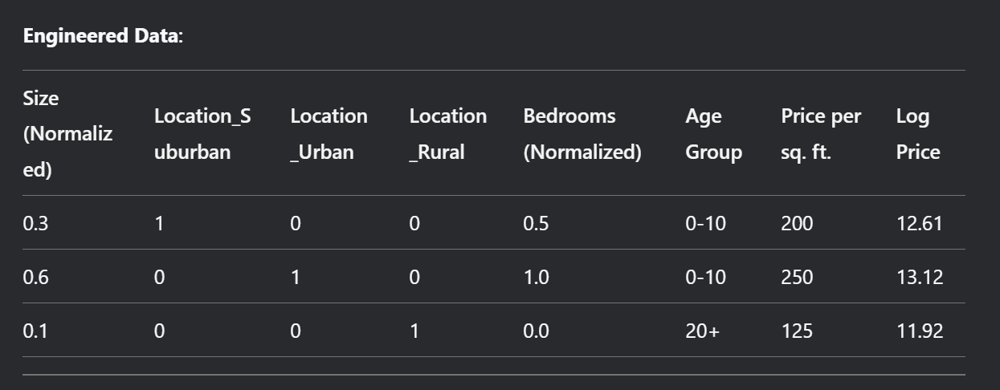 Engineered Data:
Size (Normalized) Location_Suburban Location_Urban Location_Rural Bedrooms (Normalized) Age Group Price per sq. ft. Log Price
0.3 1 0 0 0.5 0-10 200 12.61
0.6 0 1 0 1.0 0-10 250 13.12
0.1 0 0 1 0.0 20+ 125 11.92